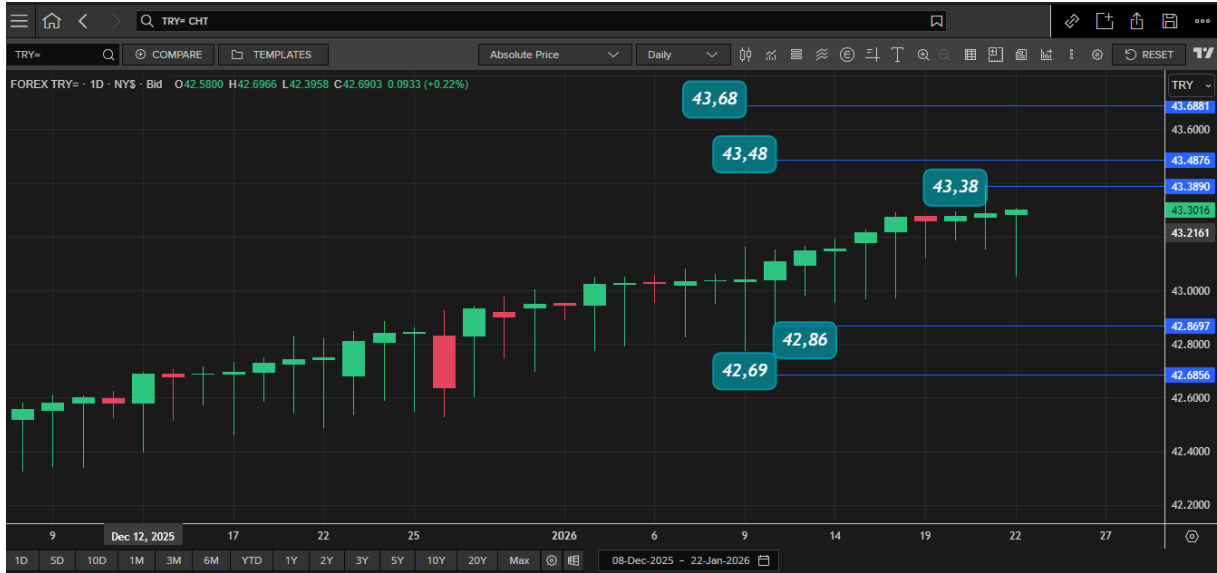 TRY= CHT
TRY=
COMPARE
TEMPLATES
Absolute Price
Daily
RESET
FOREX TRY= · 1D · NY$ · Bid O42.5800 H42.6966 L42.3958 C42.6903 0.0933 (+0.22%)
TRY
43,68
43.6881
43.6000
43,48
43.4876
43,38
43.3890
43.3016
43.2161
43.0000
42,86
42.8697
42.8000
42,69
42.6856
42.6000
42.4000
42.2000
9 Dec 12, 2025 17 22 25 2026 6 9 14 19 22 27
1D 5D 10D 1M 3M 6M YTD 1Y 2Y 3Y 5Y 10Y 20Y Max 08-Dec-2025 - 22-Jan-2026